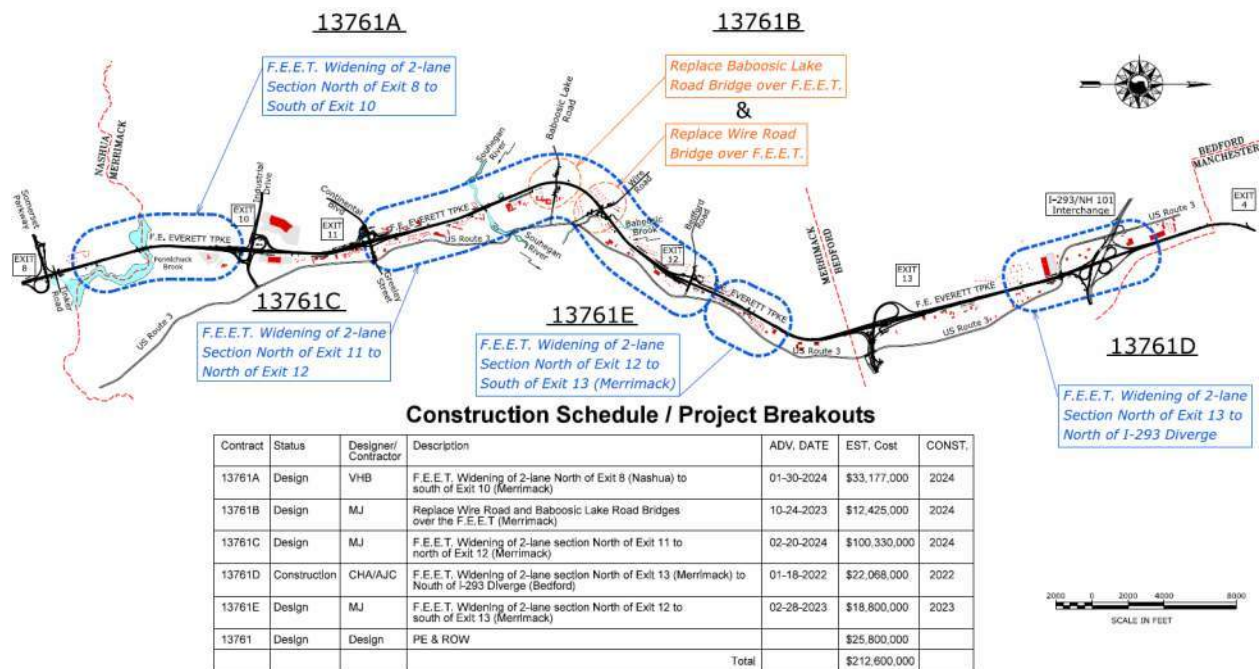 13761A
13761B
F.E.E.T. Widening of 2-lane
Section North of Exit 8 to
South of Exit 10
Replace Baboosic Lake
Road Bridge over F.E.E.T.
&
Replace Wire Road
Bridge over F.E.E.T.
NASHUA
MERRIMACK
Somerset
Parkway
EXIT
8
Tinker
Road
Pennichuck
Brook
F.E. EVERETT TPKE
EXIT
10
Industrial
Drive
US Route 3
EXIT
11
Continental
Blvd
Greeley
Street
F.E. EVERETT TPKE
US Route 3
Souhegan
River
Souhegan
River
Baboosic Lake
Road
Wire
Road
Baboosic
Brook
Bedford
Road
EXIT
12
EVERETT TPKE
US Route 3
MERRIMACK
BEDFORD
EXIT
13
F.E. EVERETT TPKE
US Route 3
I-293/NH 101
Interchange
US Route 3
BEDFORD
MANCHESTER
EXIT
4
13761C
F.E.E.T. Widening of 2-lane
Section North of Exit 11 to
North of Exit 12
13761E
F.E.E.T. Widening of 2-lane
Section North of Exit 12 to
South of Exit 13 (Merrimack)
13761D
F.E.E.T. Widening of 2-lane
Section North of Exit 13 to
North of I-293 Diverge
Construction Schedule / Project Breakouts
Contract Status Designer/ Contractor Description ADV. DATE EST. Cost CONST.
13761A Design VHB F.E.E.T. Widening of 2-lane North of Exit 8 (Nashua) to 01-30-2024 $33,177,000 2024
south of Exit 10 (Merrimack)
13761B Design MJ Replace Wire Road and Baboosic Lake Road Bridges 10-24-2023 $12,425,000 2024
over the F.E.E.T (Merrimack)
13761C Design MJ F.E.E.T. Widening of 2-lane section North of Exit 11 to 02-20-2024 $100,330,000 2024
north of Exit 12 (Merrimack)
13761D Construction CHA/AJC F.E.E.T. Widening of 2-lane section North of Exit 13 (Merrimack) to 01-18-2022 $22,068,000 2022
Nouth of I-293 Diverge (Bedford)
13761E Design MJ F.E.E.T. Widening of 2-lane section North of Exit 12 to 02-28-2023 $18,800,000 2023
south of Exit 13 (Merrimack)
13761 Design Design PE & ROW $25,800,000
Total $212,600,000
2000 0 2000 4000 8000
SCALE IN FEET